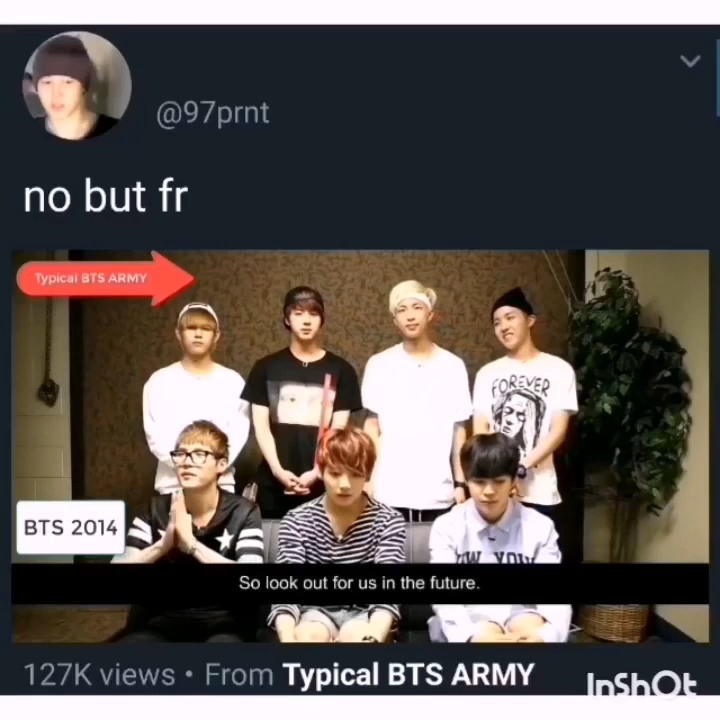 @97prnt
no but fr
Typical BTS ARMY
FOREVER
BTS 2014
So look out for us in the future.
127K views • From Typical BTS ARMY
InShOt